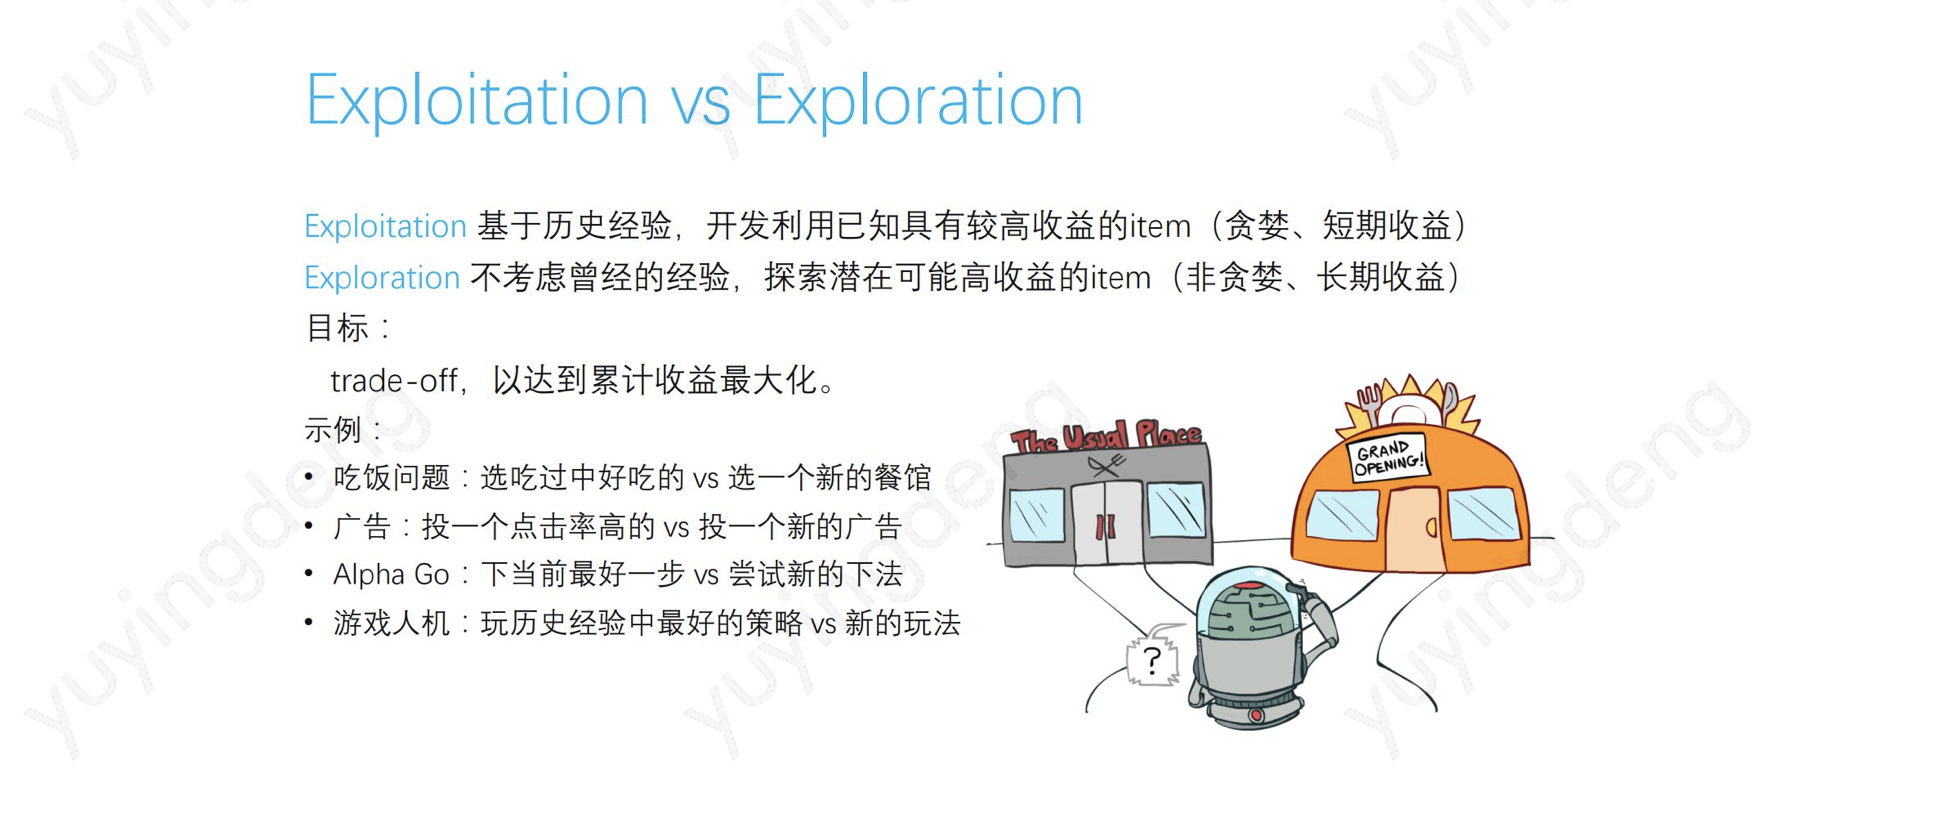 Exploitation vs Exploration
Exploitation 基于历史经验，开发利用已知具有较高收益的item（贪婪、短期收益）
Exploration 不考虑曾经的经验，探索潜在可能高收益的item（非贪婪、长期收益）
目标：
trade-off，以达到累计收益最大化。
示例：
• 吃饭问题：选吃过中好吃的 vs 选一个新的餐馆
• 广告：投一个点击率高的 vs 投一个新的广告
• Alpha Go：下当前最好一步 vs 尝试新的下法
• 游戏人机：玩历史经验中最好的策略 vs 新的玩法
The Usual Place
GRAND
OPENING!
?
yuyingdeng
yuyingdeng
yuyingdeng
yuyingdeng
yuyingdeng
yuyingdeng